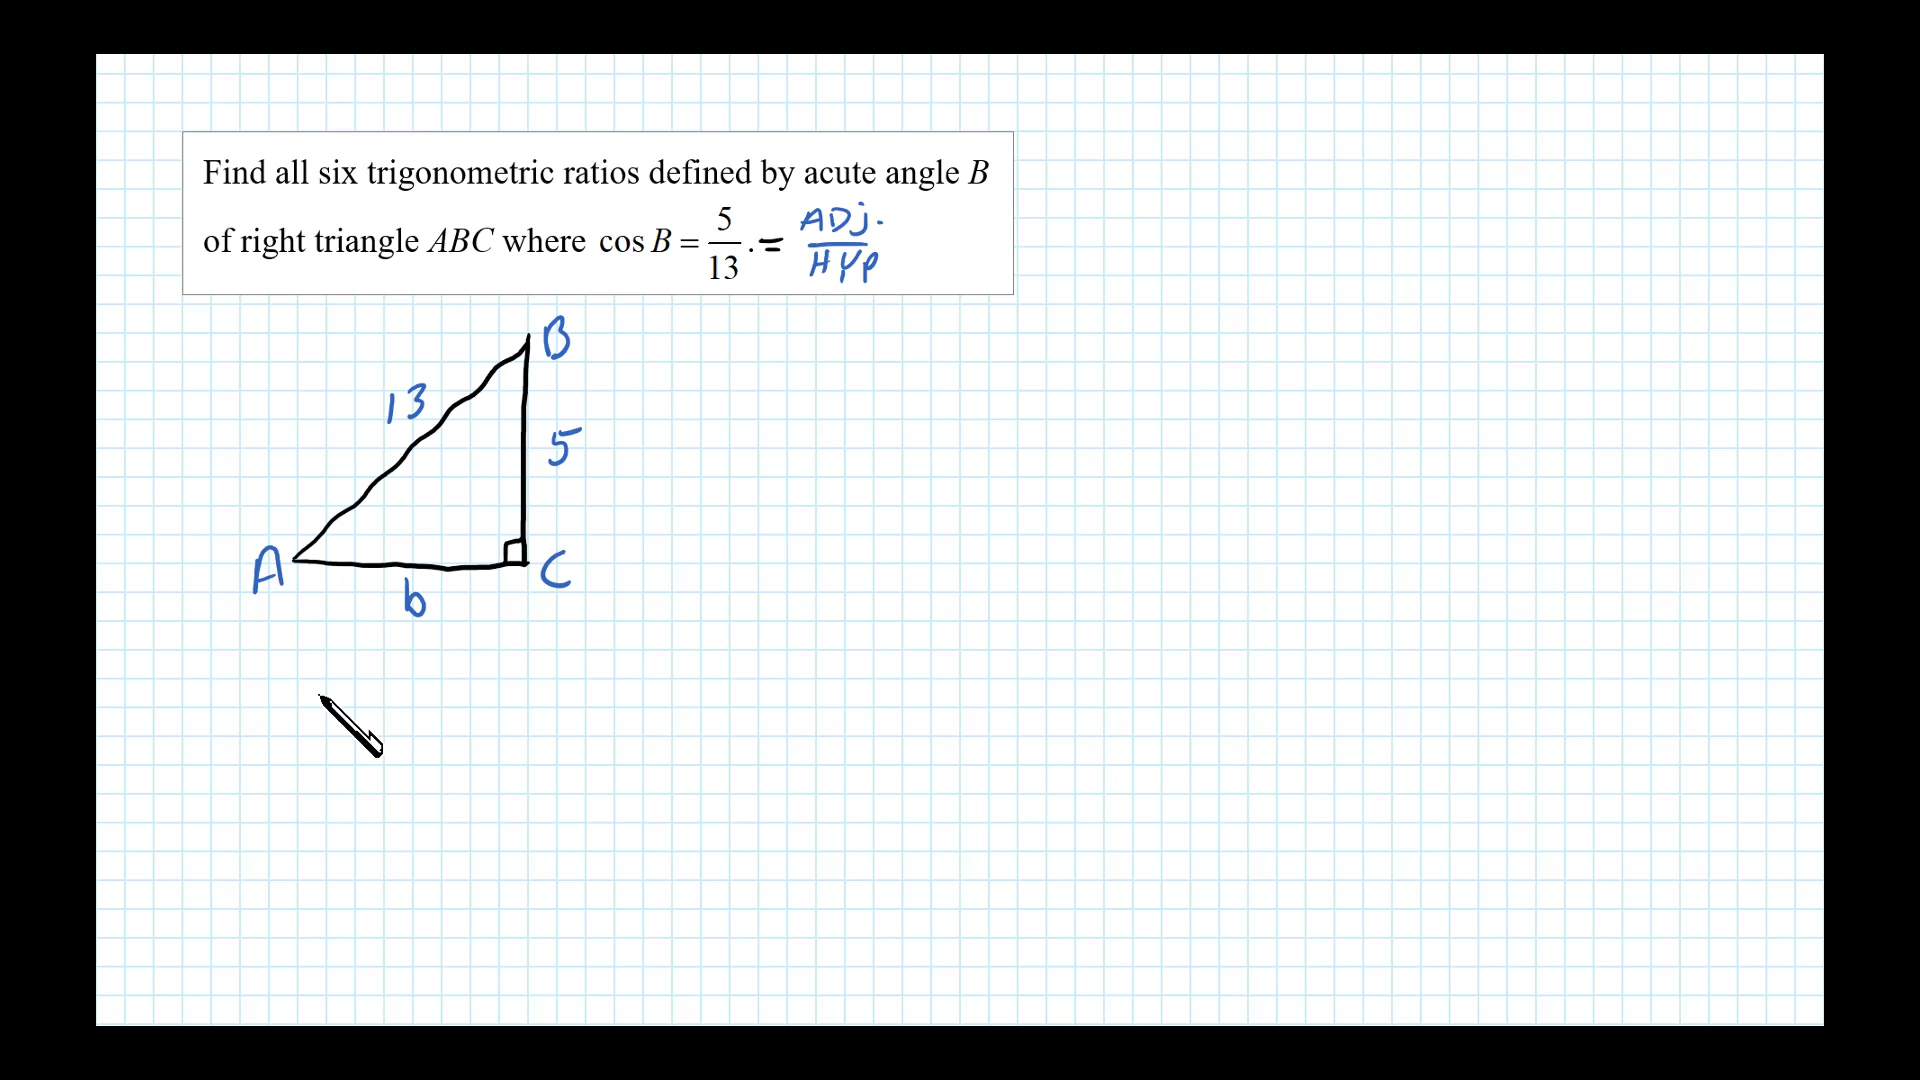 Find all six trigonometric ratios defined by acute angle B
of right triangle ABC where cos B = 5/13 . = ADj. / HYP
B
13
5
A
C
b